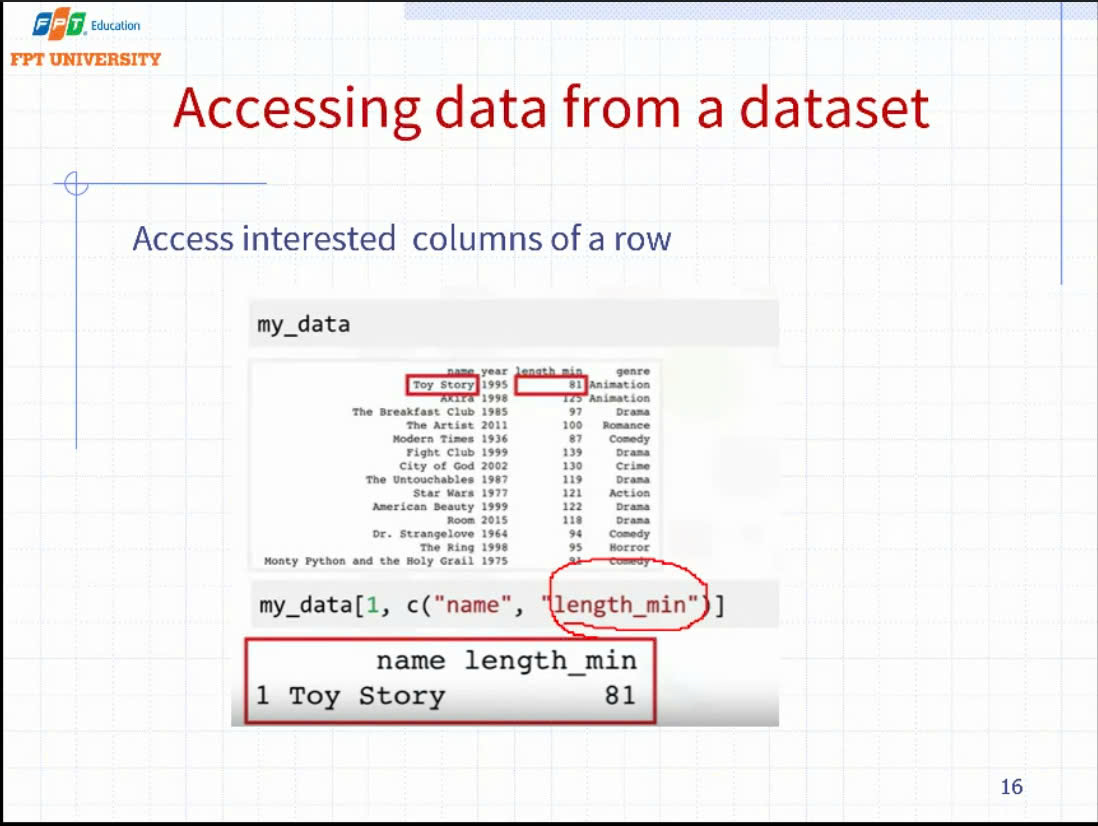 FPT Education
FPT UNIVERSITY
Accessing data from a dataset
Access interested columns of a row
my_data
name year length_min genre
Toy Story 1995 81 Animation
Akira 1998 125 Animation
The Breakfast Club 1985 97 Drama
The Artist 2011 100 Romance
Modern Times 1936 87 Comedy
Fight Club 1999 139 Drama
City of God 2002 130 Crime
The Untouchables 1987 119 Drama
Star Wars 1977 121 Action
American Beauty 1999 122 Drama
Room 2015 118 Drama
Dr. Strangelove 1964 94 Comedy
The Ring 1998 95 Horror
Monty Python and the Holy Grail 1975 91 Comedy
my_data[1, c("name", "length_min")]
name length_min
1 Toy Story 81
16